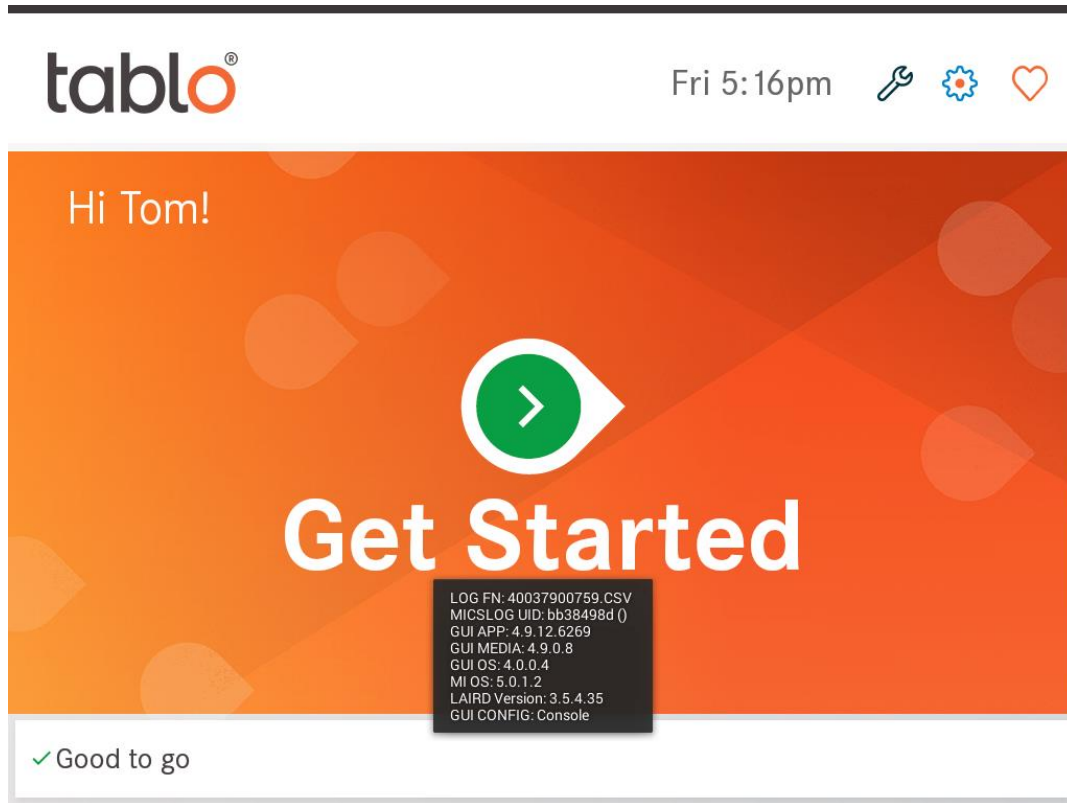 tablo®
Fri 5:16pm
Hi Tom!
Get Started
LOG FN: 40037900759.CSV
MICSLOG UID: bb38498d ()
GUI APP: 4.9.12.6269
GUI MEDIA: 4.9.0.8
GUI OS: 4.0.0.4
MI OS: 5.0.1.2
LAIRD Version: 3.5.4.35
GUI CONFIG: Console
Good to go